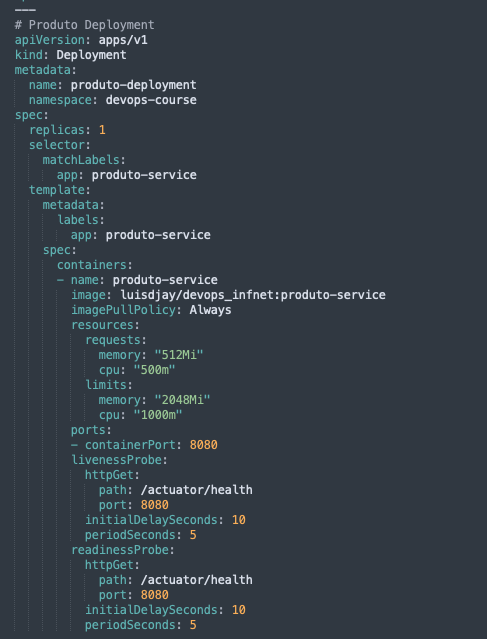 ---
# Produto Deployment
apiVersion: apps/v1
kind: Deployment
metadata:
  name: produto-deployment
  namespace: devops-course
spec:
  replicas: 1
  selector:
    matchLabels:
      app: produto-service
  template:
    metadata:
      labels:
        app: produto-service
    spec:
      containers:
      - name: produto-service
        image: luisdjay/devops_infnet:produto-service
        imagePullPolicy: Always
        resources:
          requests:
            memory: "512Mi"
            cpu: "500m"
          limits:
            memory: "2048Mi"
            cpu: "1000m"
        ports:
        - containerPort: 8080
        livenessProbe:
          httpGet:
            path: /actuator/health
            port: 8080
          initialDelaySeconds: 10
          periodSeconds: 5
        readinessProbe:
          httpGet:
            path: /actuator/health
            port: 8080
          initialDelaySeconds: 10
          periodSeconds: 5